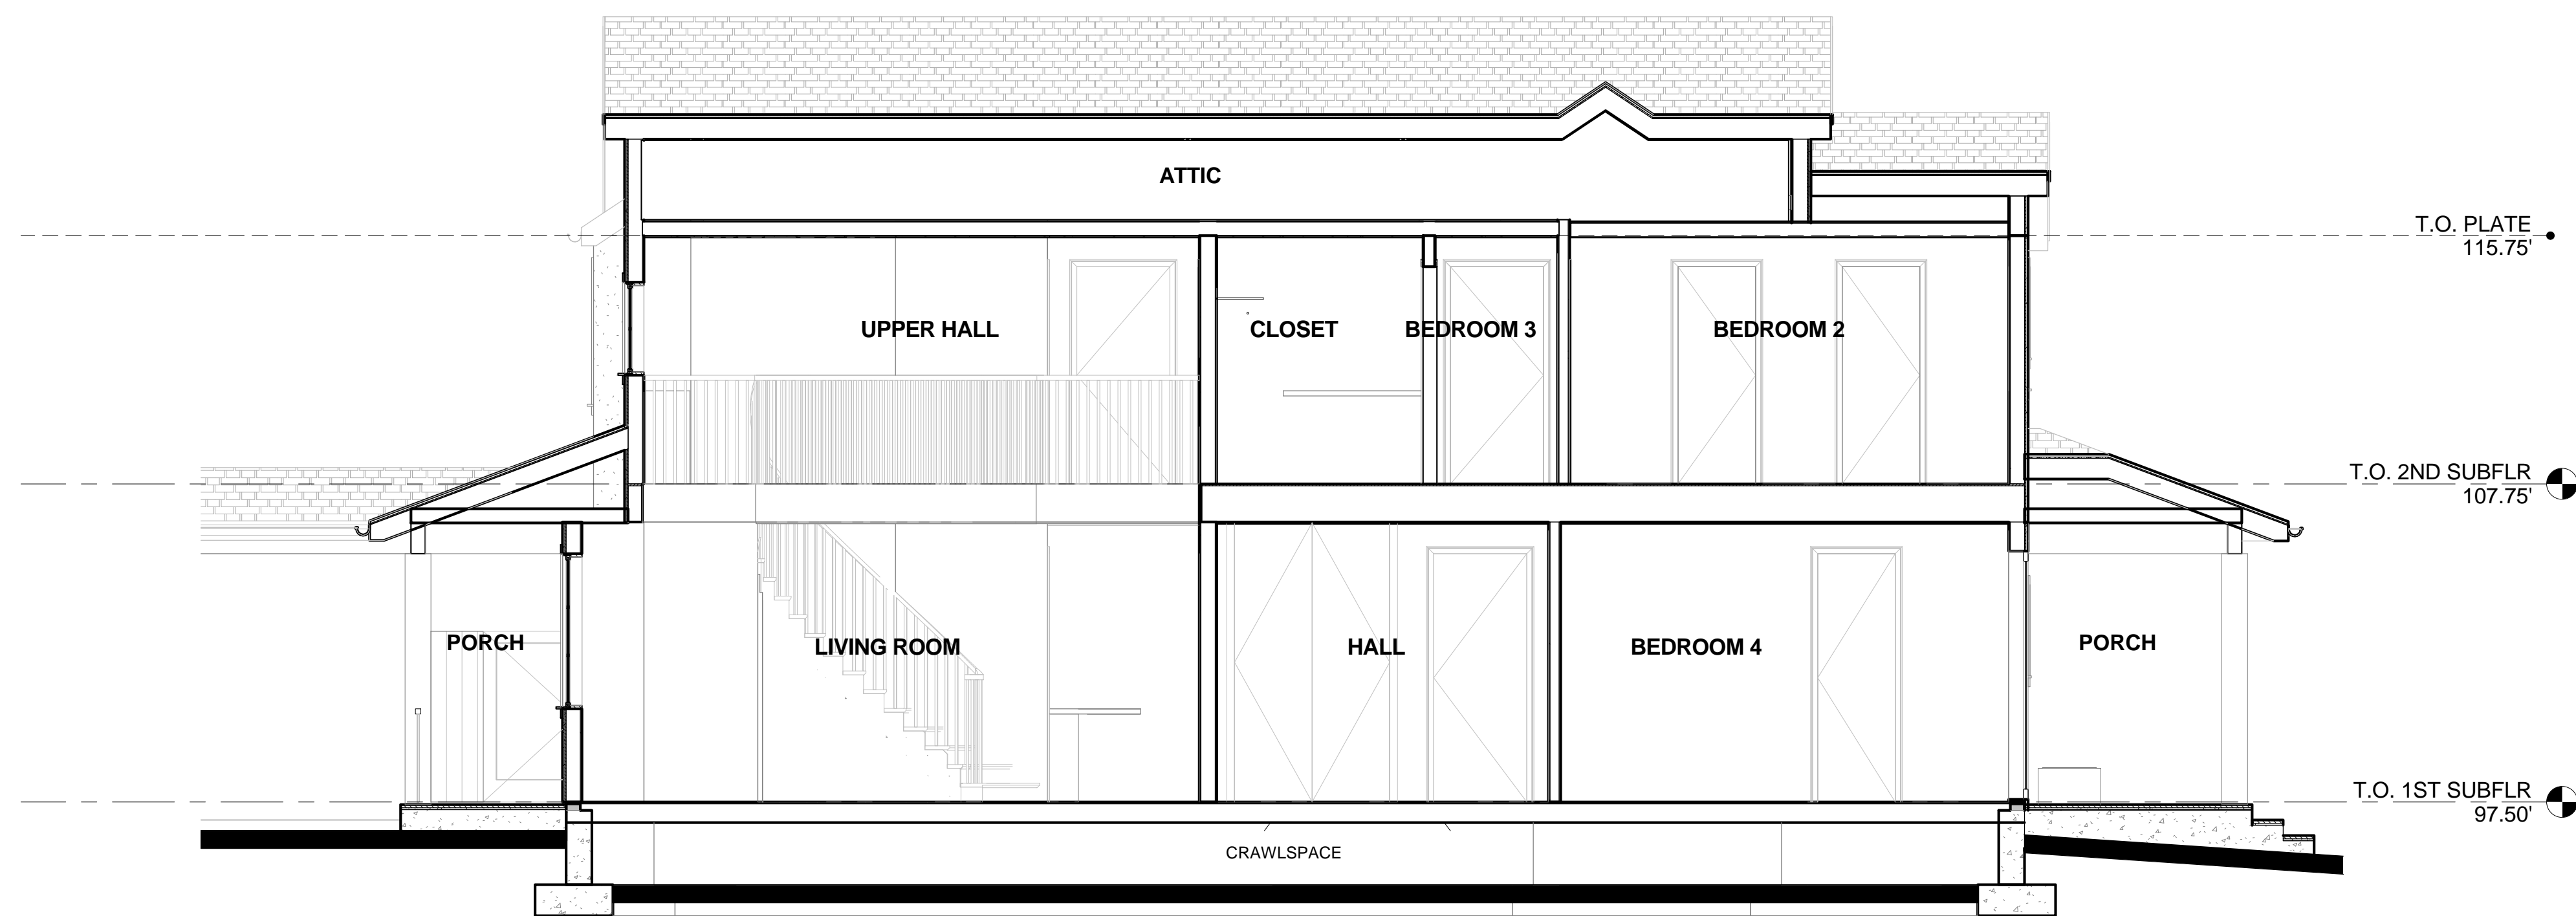 ATTIC
T.O. PLATE
115.75'
UPPER HALL
CLOSET
BEDROOM 3
BEDROOM 2
T.O. 2ND SUBFLR
107.75'
PORCH
LIVING ROOM
HALL
BEDROOM 4
PORCH
T.O. 1ST SUBFLR
97.50'
CRAWLSPACE